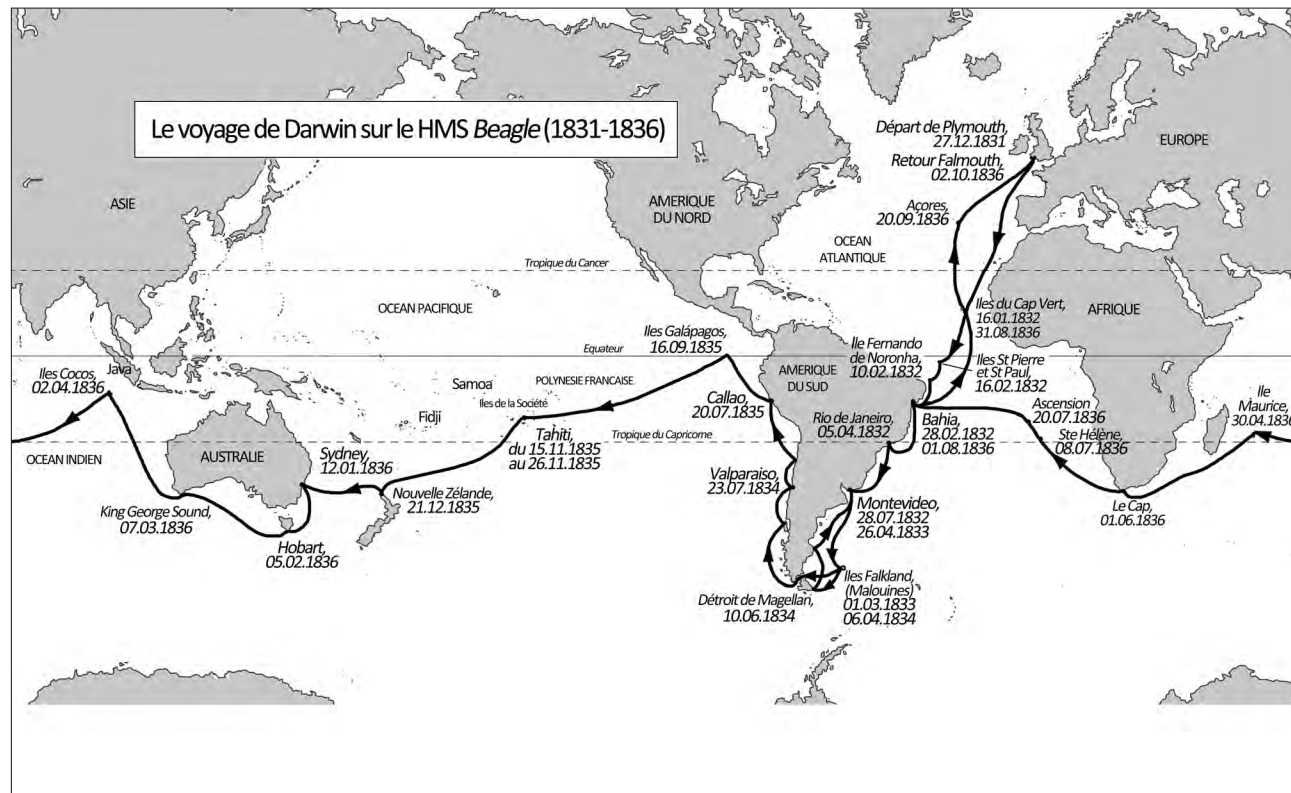 Le voyage de Darwin sur le HMS Beagle (1831-1836)
ASIE
AMERIQUE
DU NORD
EUROPE
Départ de Plymouth,
27.12.1831
Retour Falmouth,
02.10.1836
Açores,
20.09.1836
OCEAN
ATLANTIQUE
Tropique du Cancer
OCEAN PACIFIQUE
Iles du Cap Vert,
16.01.1832
31.08.1836
AFRIQUE
Iles Galápagos,
16.09.1835
Equateur
Ile Fernando
de Noronha,
10.02.1832
Iles St Pierre
et St Paul,
16.02.1832
Java
Iles Cocos,
02.04.1836
Samoa
POLYNESIE FRANCAISE
Iles de la Société
Fidji
AMERIQUE
DU SUD
Callao,
20.07.1835
Rio de Janeiro,
05.04.1832
Bahia,
28.02.1832
01.08.1836
Ascension
20.07.1836
Ste Hélène,
08.07.1836
Ile
Maurice,
30.04.1836
Tahiti,
du 15.11.1835
au 26.11.1835
Tropique du Capricorne
OCEAN INDIEN
AUSTRALIE
Sydney,
12.01.1836
Nouvelle Zélande,
21.12.1835
Valparaiso,
23.07.1834
Montevideo,
28.07.1832
26.04.1833
Le Cap,
01.06.1836
King George Sound,
07.03.1836
Hobart,
05.02.1836
Détroit de Magellan,
10.06.1834
Iles Falkland,
(Malouines)
01.03.1833
06.04.1834